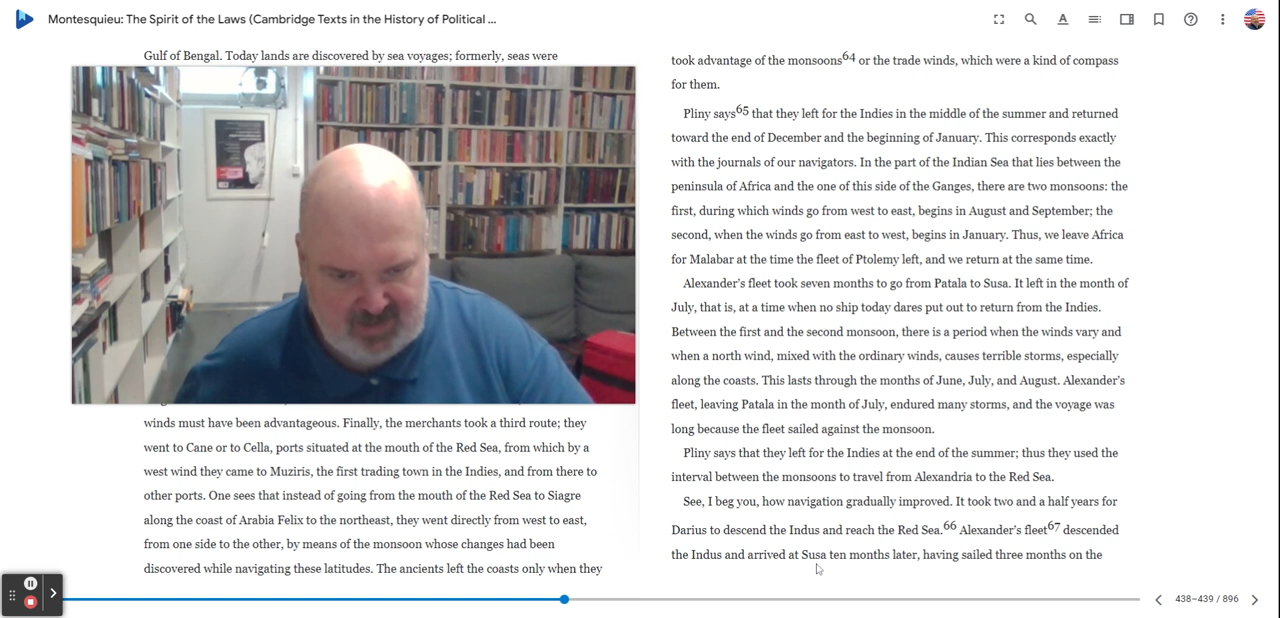 Montesquieu: The Spirit of the Laws (Cambridge Texts in the History of Political ...
Gulf of Bengal. Today lands are discovered by sea voyages; formerly, seas were
winds must have been advantageous. Finally, the merchants took a third route; they
went to Cane or to Cella, ports situated at the mouth of the Red Sea, from which by a
west wind they came to Muziris, the first trading town in the Indies, and from there to
other ports. One sees that instead of going from the mouth of the Red Sea to Siagre
along the coast of Arabia Felix to the northeast, they went directly from west to east,
from one side to the other, by means of the monsoon whose changes had been
discovered while navigating these latitudes. The ancients left the coasts only when they
took advantage of the monsoons64 or the trade winds, which were a kind of compass
for them.
Pliny says65 that they left for the Indies in the middle of the summer and returned
toward the end of December and the beginning of January. This corresponds exactly
with the journals of our navigators. In the part of the Indian Sea that lies between the
peninsula of Africa and the one of this side of the Ganges, there are two monsoons: the
first, during which winds go from west to east, begins in August and September; the
second, when the winds go from east to west, begins in January. Thus, we leave Africa
for Malabar at the time the fleet of Ptolemy left, and we return at the same time.
Alexander's fleet took seven months to go from Patala to Susa. It left in the month of
July, that is, at a time when no ship today dares put out to return from the Indies.
Between the first and the second monsoon, there is a period when the winds vary and
when a north wind, mixed with the ordinary winds, causes terrible storms, especially
along the coasts. This lasts through the months of June, July, and August. Alexander's
fleet, leaving Patala in the month of July, endured many storms, and the voyage was
long because the fleet sailed against the monsoon.
Pliny says that they left for the Indies at the end of the summer; thus they used the
interval between the monsoons to travel from Alexandria to the Red Sea.
See, I beg you, how navigation gradually improved. It took two and a half years for
Darius to descend the Indus and reach the Red Sea.66 Alexander's fleet67 descended
the Indus and arrived at Susa ten months later, having sailed three months on the
438–439 / 896